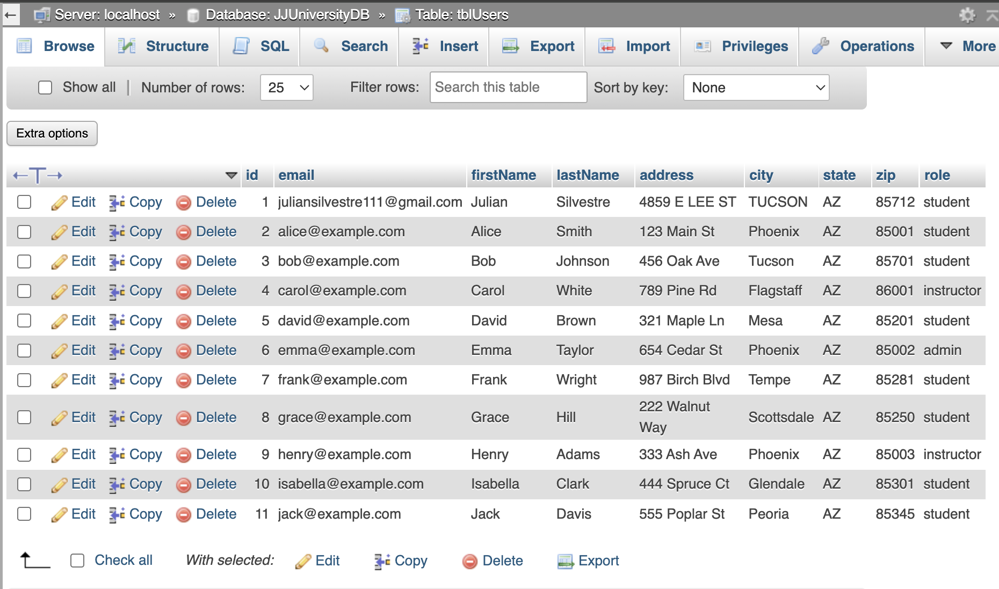 Server: localhost » Database: JJUniversityDB » Table: tblUsers
Browse Structure SQL Search Insert Export Import Privileges Operations More
Show all Number of rows: 25 Filter rows: Search this table Sort by key: None
Extra options
id email firstName lastName address city state zip role
Edit Copy Delete 1 juliansilvestre111@gmail.com Julian Silvestre 4859 E LEE ST TUCSON AZ 85712 student
Edit Copy Delete 2 alice@example.com Alice Smith 123 Main St Phoenix AZ 85001 student
Edit Copy Delete 3 bob@example.com Bob Johnson 456 Oak Ave Tucson AZ 85701 student
Edit Copy Delete 4 carol@example.com Carol White 789 Pine Rd Flagstaff AZ 86001 instructor
Edit Copy Delete 5 david@example.com David Brown 321 Maple Ln Mesa AZ 85201 student
Edit Copy Delete 6 emma@example.com Emma Taylor 654 Cedar St Phoenix AZ 85002 admin
Edit Copy Delete 7 frank@example.com Frank Wright 987 Birch Blvd Tempe AZ 85281 student
Edit Copy Delete 8 grace@example.com Grace Hill 222 Walnut Way Scottsdale AZ 85250 student
Edit Copy Delete 9 henry@example.com Henry Adams 333 Ash Ave Phoenix AZ 85003 instructor
Edit Copy Delete 10 isabella@example.com Isabella Clark 444 Spruce Ct Glendale AZ 85301 student
Edit Copy Delete 11 jack@example.com Jack Davis 555 Poplar St Peoria AZ 85345 student
Check all With selected: Edit Copy Delete Export